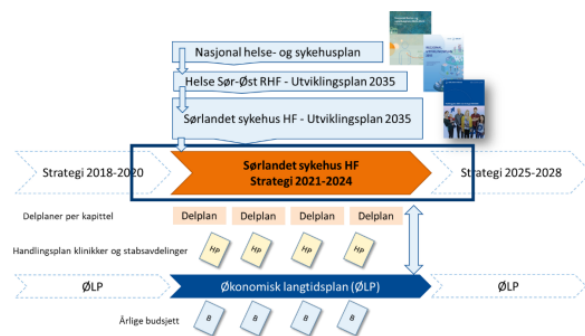 Nasjonal helse- og sykehusplan
Helse Sør-Øst RHF - Utviklingsplan 2035
Sørlandet sykehus HF - Utviklingsplan 2035
Strategi 2018-2020
Sørlandet sykehus HF
Strategi 2021-2024
Strategi 2025-2028
Delplaner per kapittel
Delplan Delplan Delplan Delplan
Handlingsplan klinikker og stabsavdelinger
HP HP HP HP
ØLP
Økonomisk langtidsplan (ØLP)
ØLP
Årlige budsjett
B B B B